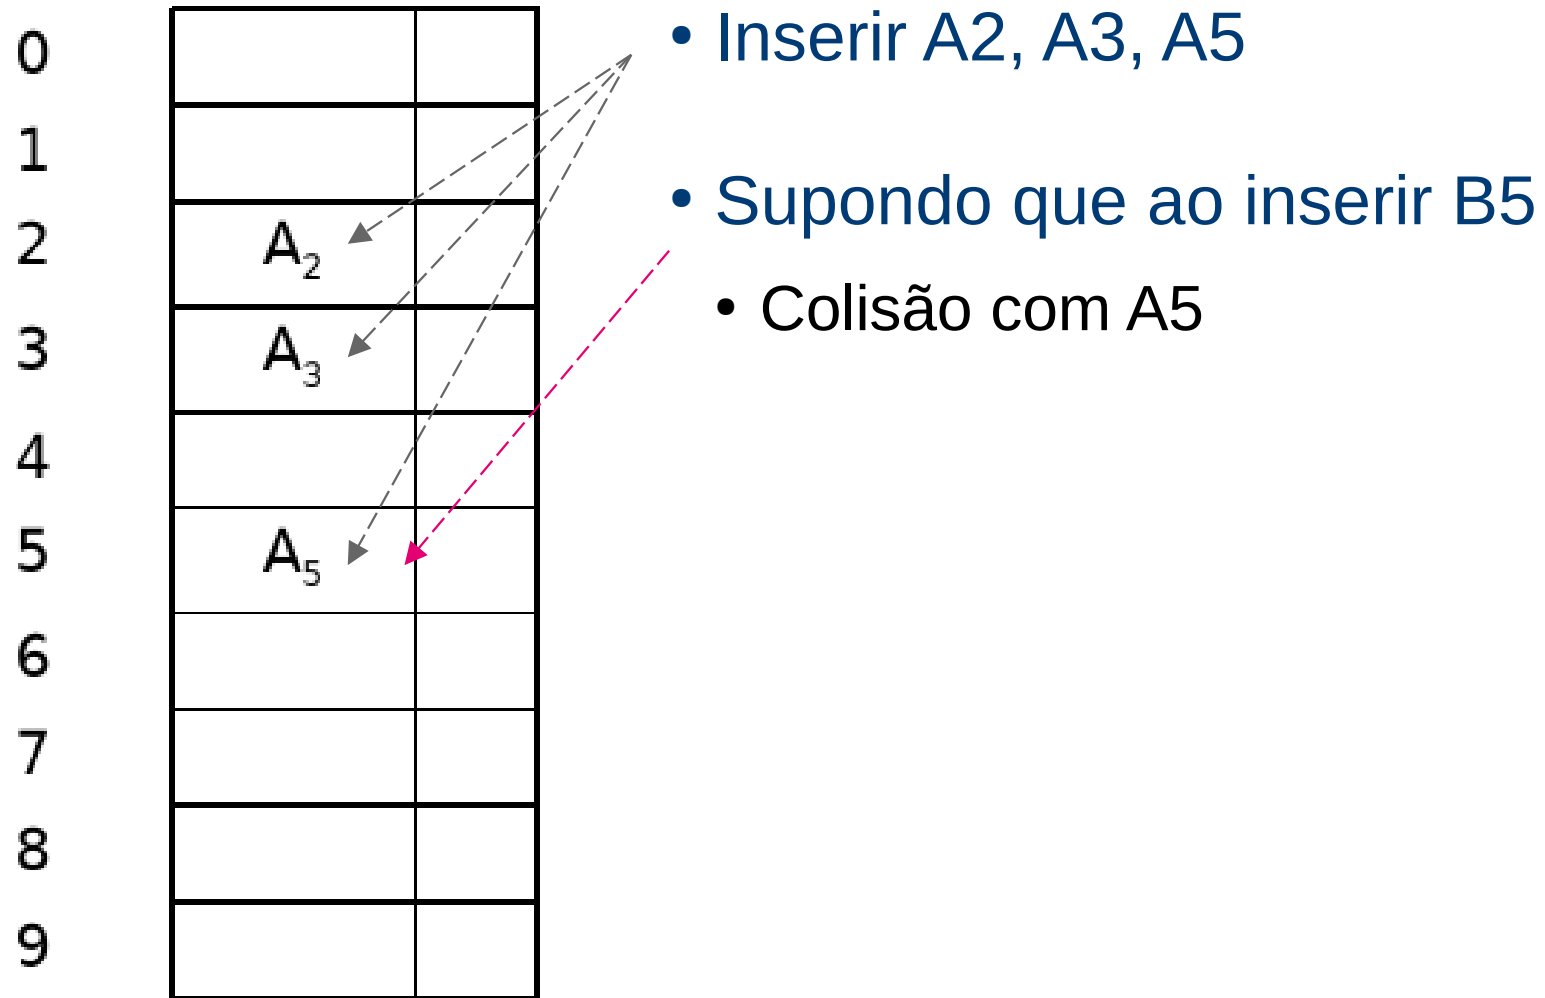 0
• Inserir A2, A3, A5
1
• Supondo que ao inserir B5
2 A₂
• Colisão com A5
3 A₃
4
5 A₅
6
7
8
9